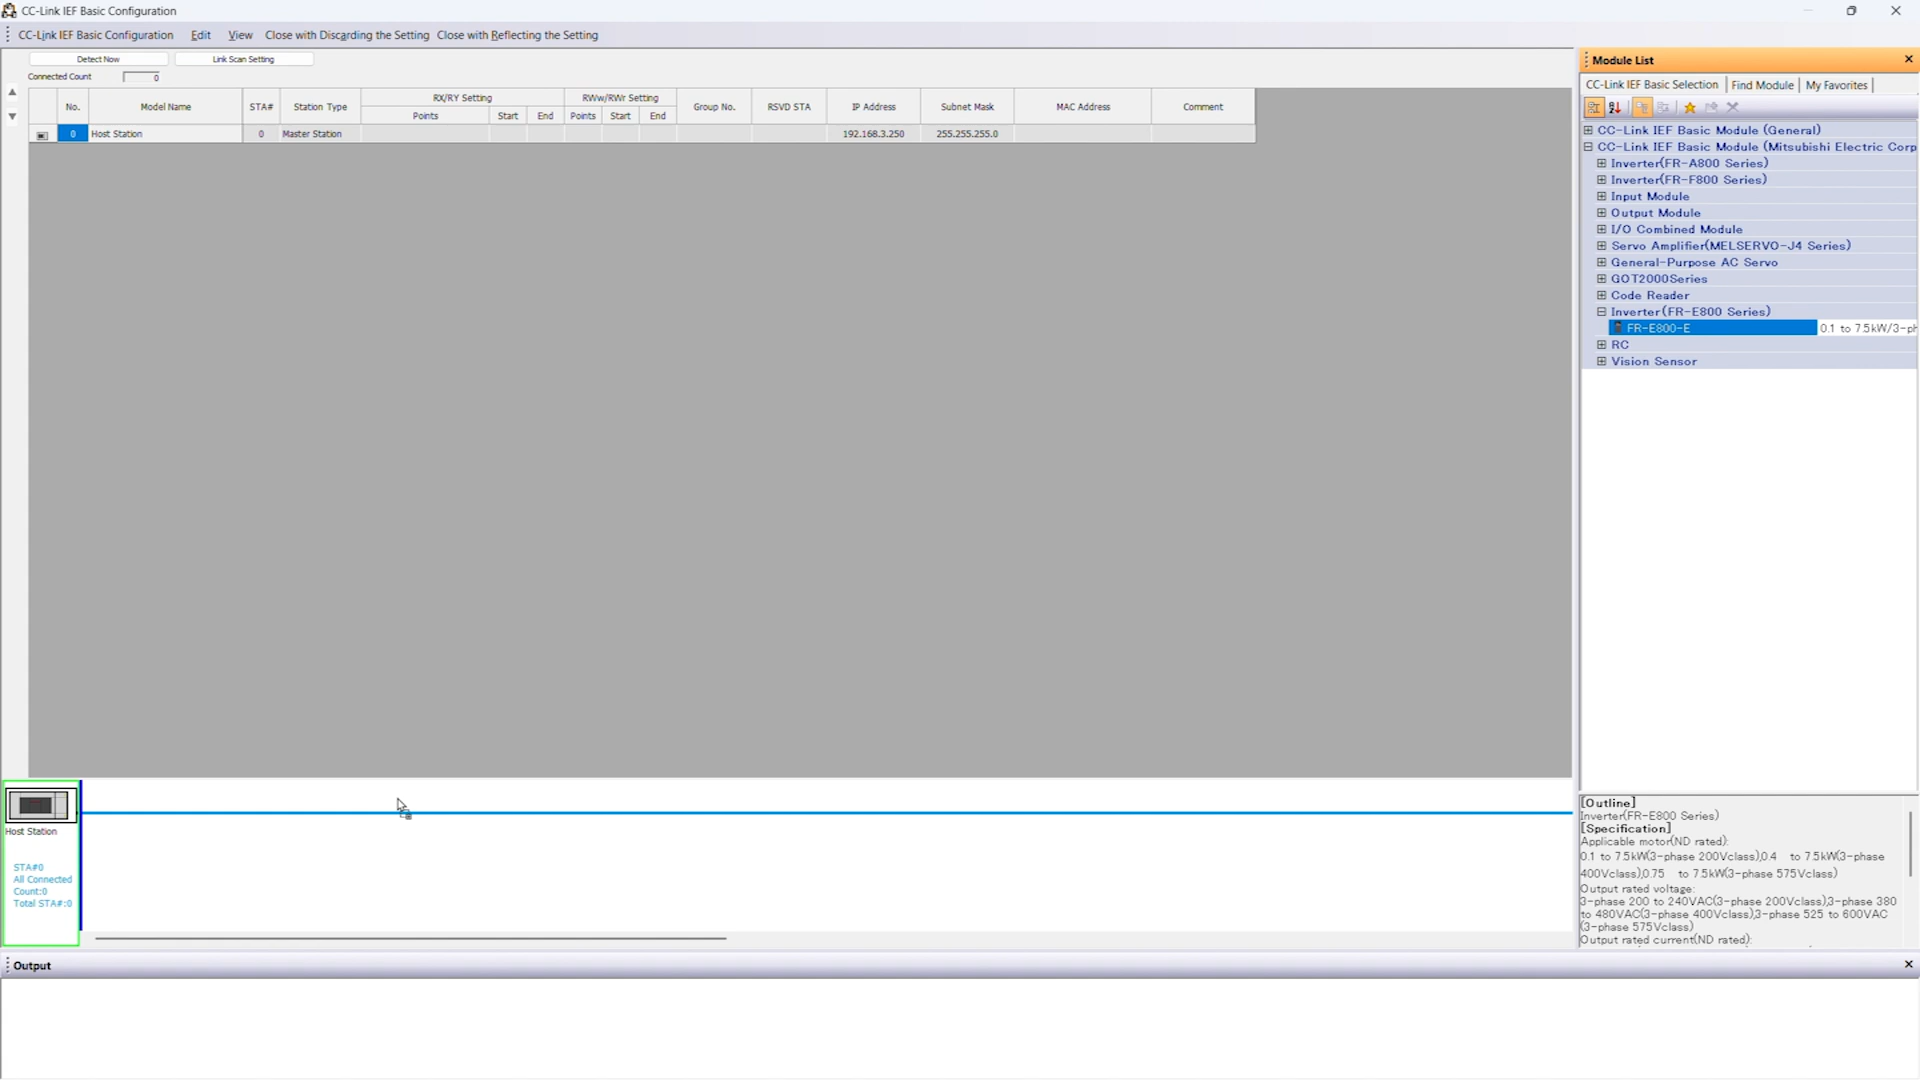 CC-Link IEF Basic Configuration
CC-Link IEF Basic Configuration Edit View Close with Discarding the Setting Close with Reflecting the Setting
Detect Now Link Scan Setting
Connected Count 0
No. Model Name STA# Station Type RX/RY Setting RWw/RWr Setting Group No. RSVD STA IP Address Subnet Mask MAC Address Comment
Points Start End Points Start End
0 Host Station 0 Master Station 192.168.3.250 255.255.255.0
Host Station
STA#0
All Connected
Count:0
Total STA#:0
Module List
CC-Link IEF Basic Selection Find Module My Favorites
CC-Link IEF Basic Module (General)
CC-Link IEF Basic Module (Mitsubishi Electric Corp
Inverter(FR-A800 Series)
Inverter(FR-F800 Series)
Input Module
Output Module
I/O Combined Module
Servo Amplifier(MELSERVO-J4 Series)
General-Purpose AC Servo
GOT2000Series
Code Reader
Inverter(FR-E800 Series)
FR-E800-E 0.1 to 7.5kW/3-ph
RC
Vision Sensor
[Outline]
Inverter(FR-E800 Series)
[Specification]
Applicable motor(ND rated):
0.1 to 7.5kW(3-phase 200Vclass),0.4 to 7.5kW(3-phase
400Vclass),0.75 to 7.5kW(3-phase 575Vclass)
Output rated voltage:
3-phase 200 to 240VAC(3-phase 200Vclass),3-phase 380
to 480VAC(3-phase 400Vclass),3-phase 525 to 600VAC
(3-phase 575Vclass)
Output rated current(ND rated):
Output